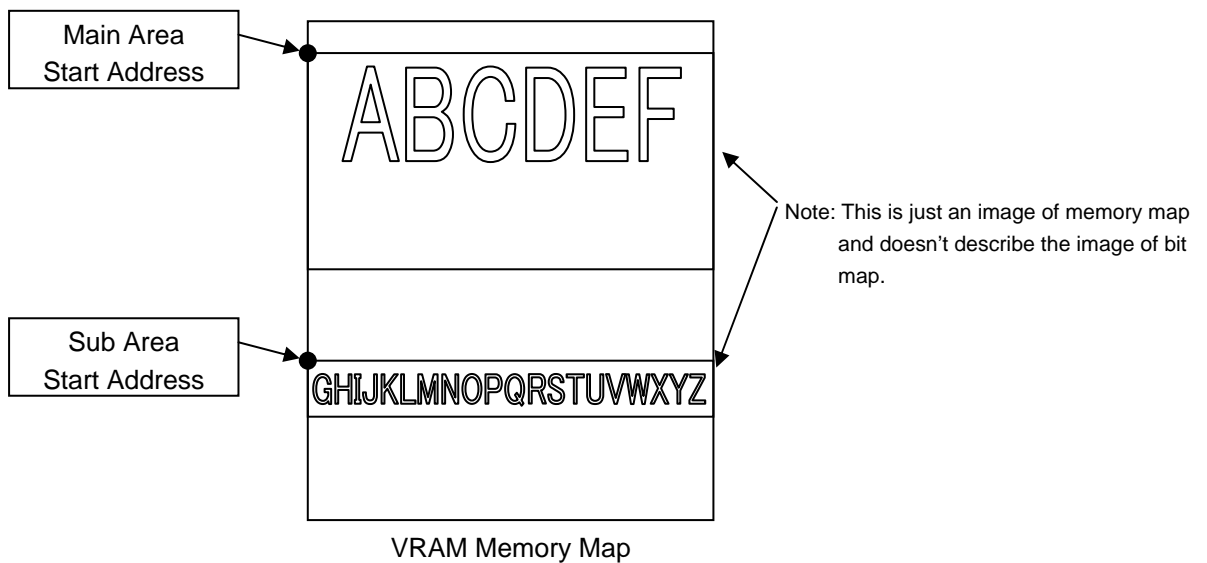 Main Area
Start Address
ABCDEF
Note: This is just an image of memory map
and doesn't describe the image of bit
map.
Sub Area
Start Address
GHIJKLMNOPQRSTUVWXYZ
VRAM Memory Map